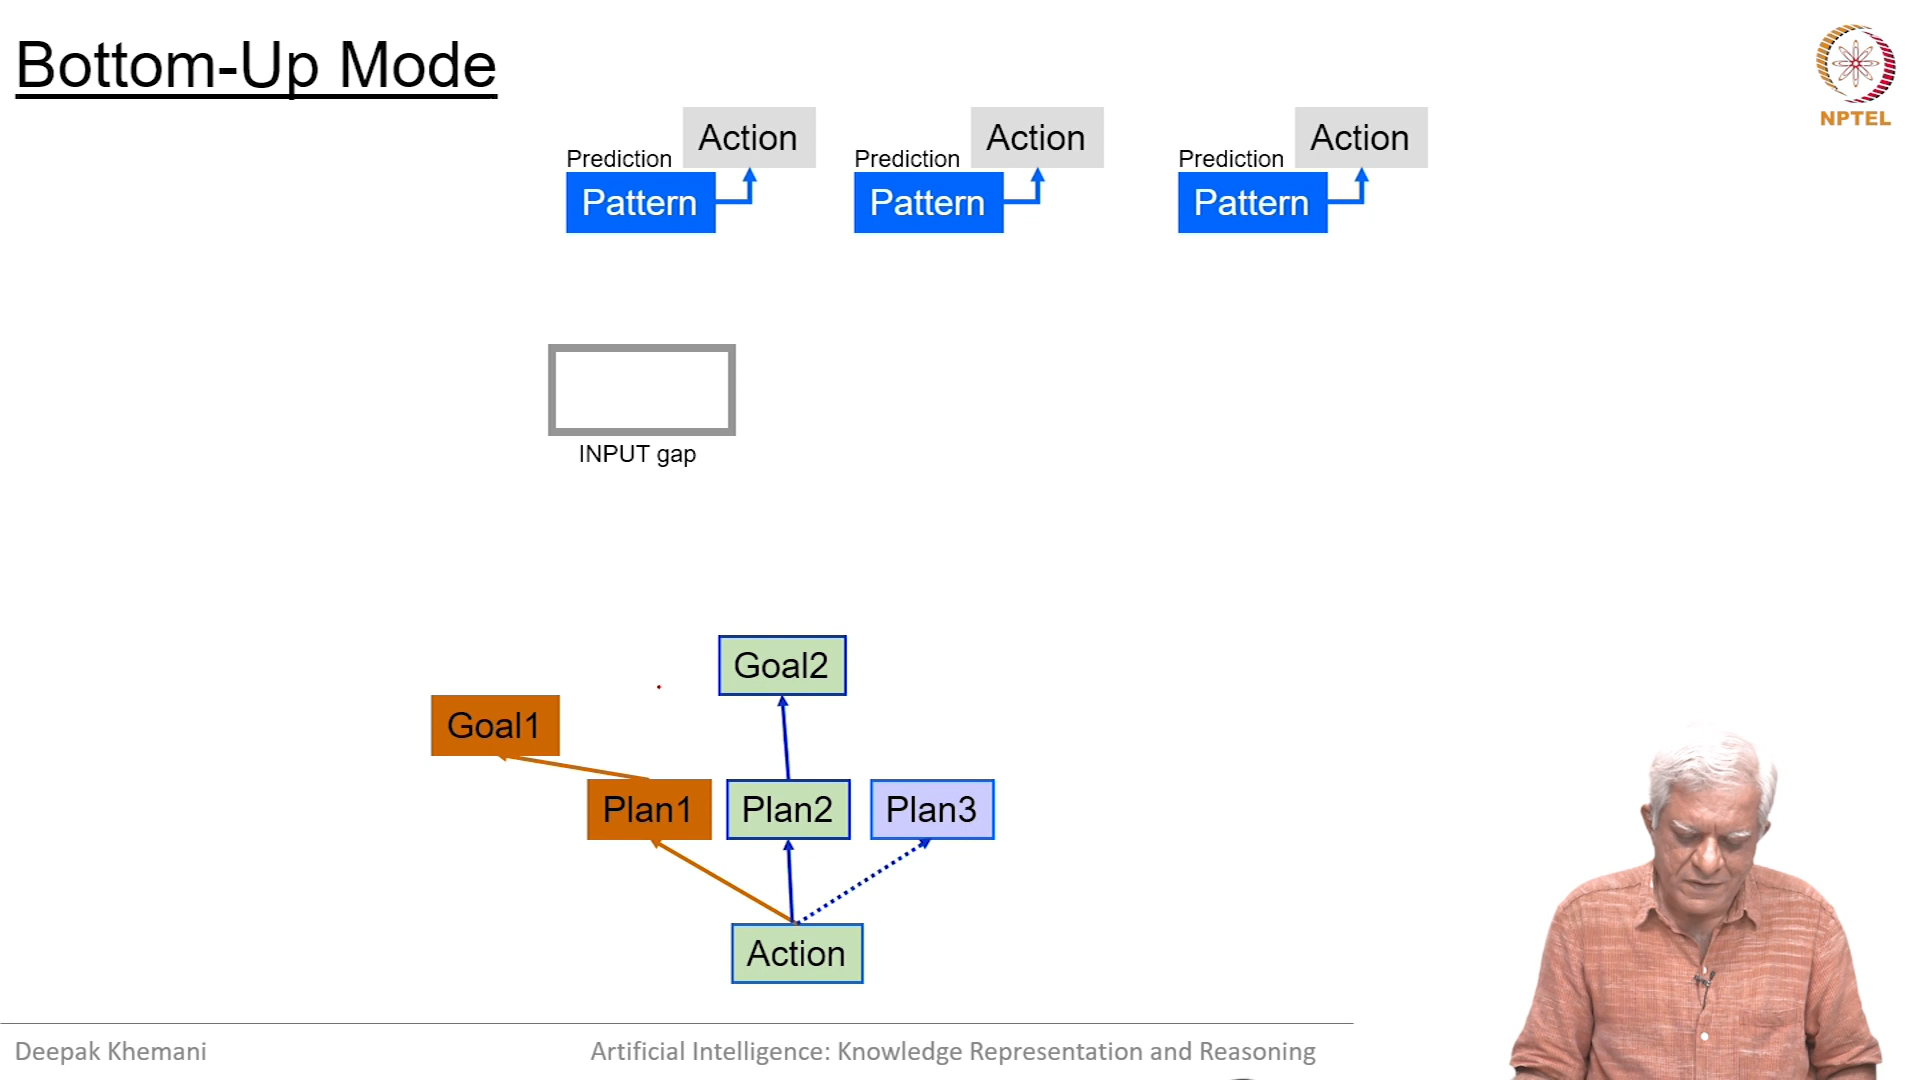 Bottom-Up Mode
NPTEL
Action
Action
Action
Prediction
Prediction
Prediction
Pattern
Pattern
Pattern
INPUT gap
Goal2
Goal1
Plan1
Plan2
Plan3
Action
Deepak Khemani
Artificial Intelligence: Knowledge Representation and Reasoning